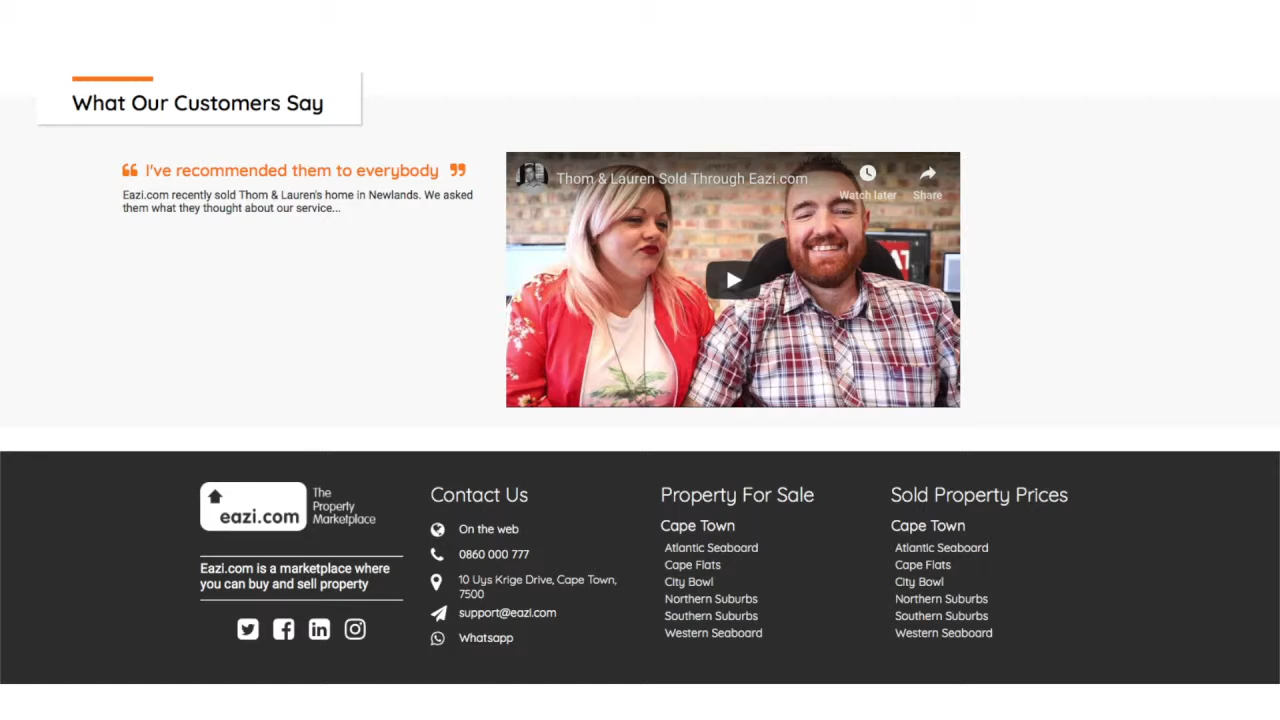 What Our Customers Say
I've recommended them to everybody
Eazi.com recently sold Thom & Lauren's home in Newlands. We asked
them what they thought about our service...
Thom & Lauren Sold Through Eazi.com
Watch later
Share
eazi.com
The
Property
Marketplace
Eazi.com is a marketplace where
you can buy and sell property
Contact Us
On the web
0860 000 777
10 Uys Krige Drive, Cape Town,
7500
support@eazi.com
Whatsapp
Property For Sale
Cape Town
Atlantic Seaboard
Cape Flats
City Bowl
Northern Suburbs
Southern Suburbs
Western Seaboard
Sold Property Prices
Cape Town
Atlantic Seaboard
Cape Flats
City Bowl
Northern Suburbs
Southern Suburbs
Western Seaboard